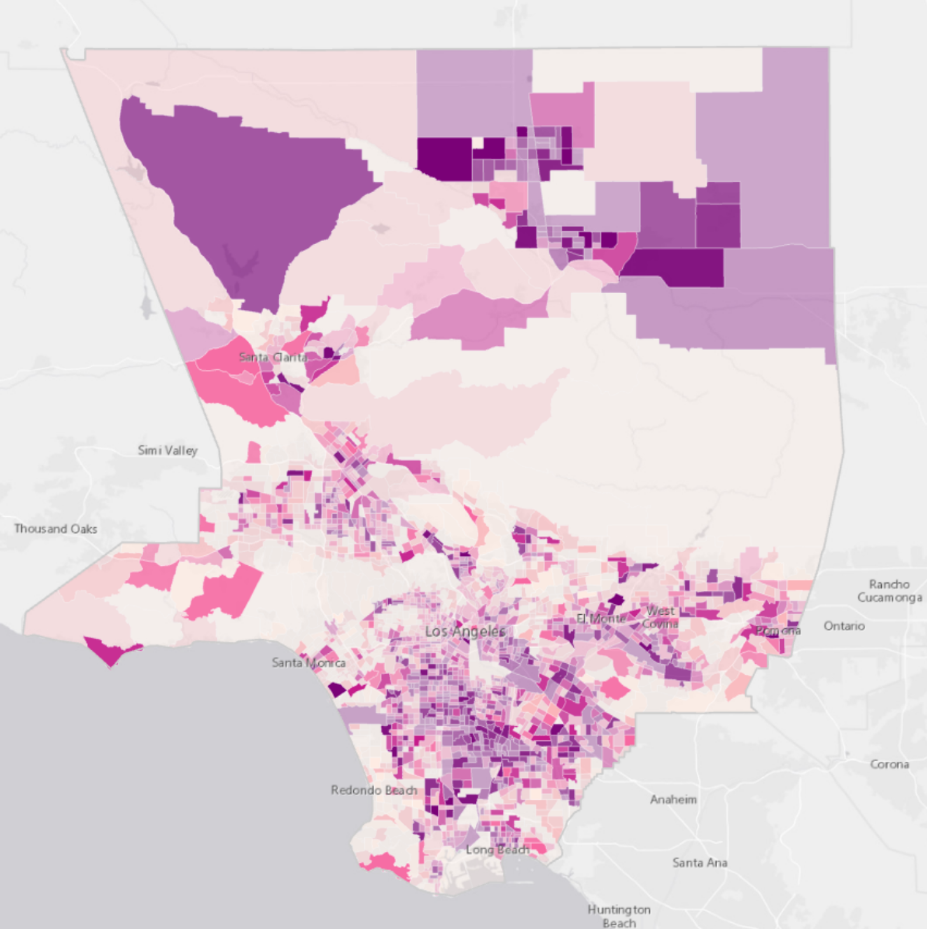 Santa Clarita
Simi Valley
Thousand Oaks
Rancho
Cucamonga
El Monte
West
Covina
Ontario
Los Angeles
Pomona
Santa Monica
Corona
Redondo Beach
Anaheim
Long Beach
Santa Ana
Huntington
Beach